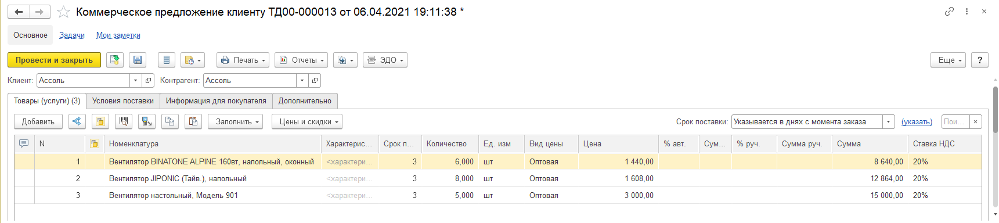 Коммерческое предложение клиенту ТД00-000013 от 06.04.2021 19:11:38 *
Основное Задачи Мои заметки
Провести и закрыть Печать Отчеты ЭДО Еще ?
Клиент: Ассоль Контрагент: Ассоль
Товары (услуги) (3) Условия поставки Информация для покупателя Дополнительно
Добавить Заполнить Цены и скидки Срок поставки: Указывается в днях с момента заказа (указать) Пои... ×
N Номенклатура Характерис... Срок п... Количество Ед. изм Вид цены Цена % авт. Сум... % руч. Сумма руч. Сумма Ставка НДС
1 Вентилятор BINATONE ALPINE 160вт, напольный, оконный <характери... 3 6,000 шт Оптовая 1 440,00 8 640,00 20%
2 Вентилятор JIPONIC (Тайв.), напольный <характери... 3 8,000 шт Оптовая 1 608,00 12 864,00 20%
3 Вентилятор настольный, Модель 901 <характери... 3 5,000 шт Оптовая 3 000,00 15 000,00 20%